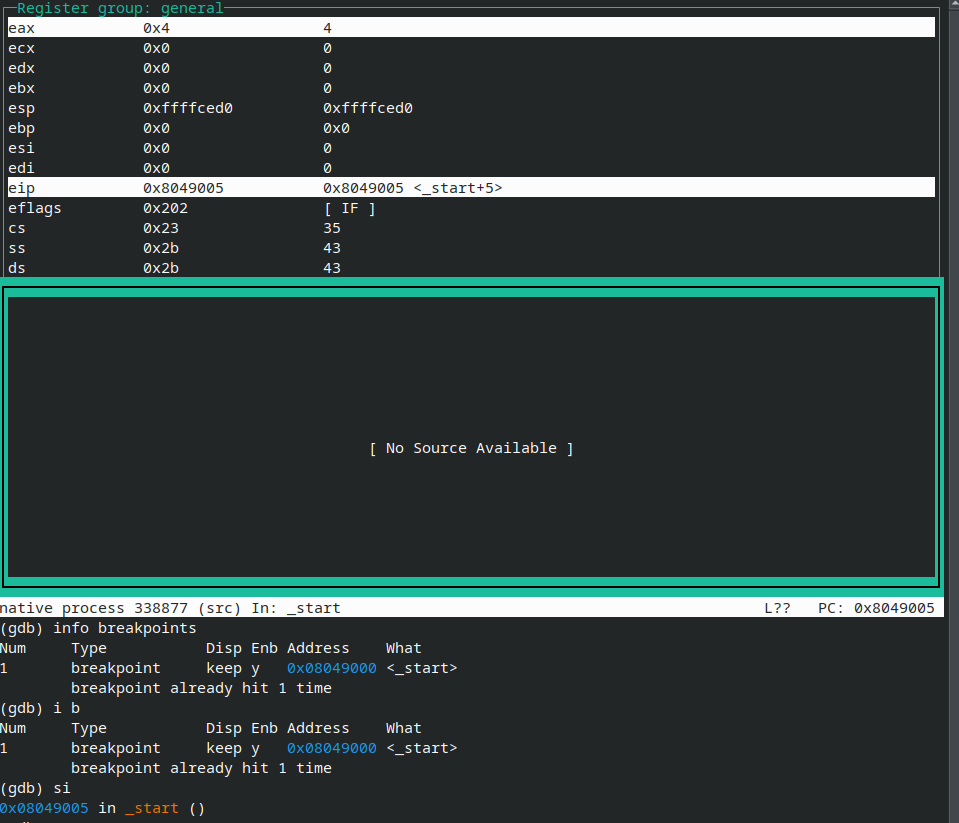 Register group: general
eax 0x4 4
ecx 0x0 0
edx 0x0 0
ebx 0x0 0
esp 0xffffced0 0xffffced0
ebp 0x0 0x0
esi 0x0 0
edi 0x0 0
eip 0x8049005 0x8049005 <_start+5>
eflags 0x202 [ IF ]
cs 0x23 35
ss 0x2b 43
ds 0x2b 43
[ No Source Available ]
native process 338877 (src) In: _start L?? PC: 0x8049005
(gdb) info breakpoints
Num Type Disp Enb Address What
1 breakpoint keep y 0x08049000 <_start>
breakpoint already hit 1 time
(gdb) i b
Num Type Disp Enb Address What
1 breakpoint keep y 0x08049000 <_start>
breakpoint already hit 1 time
(gdb) si
0x08049005 in _start ()